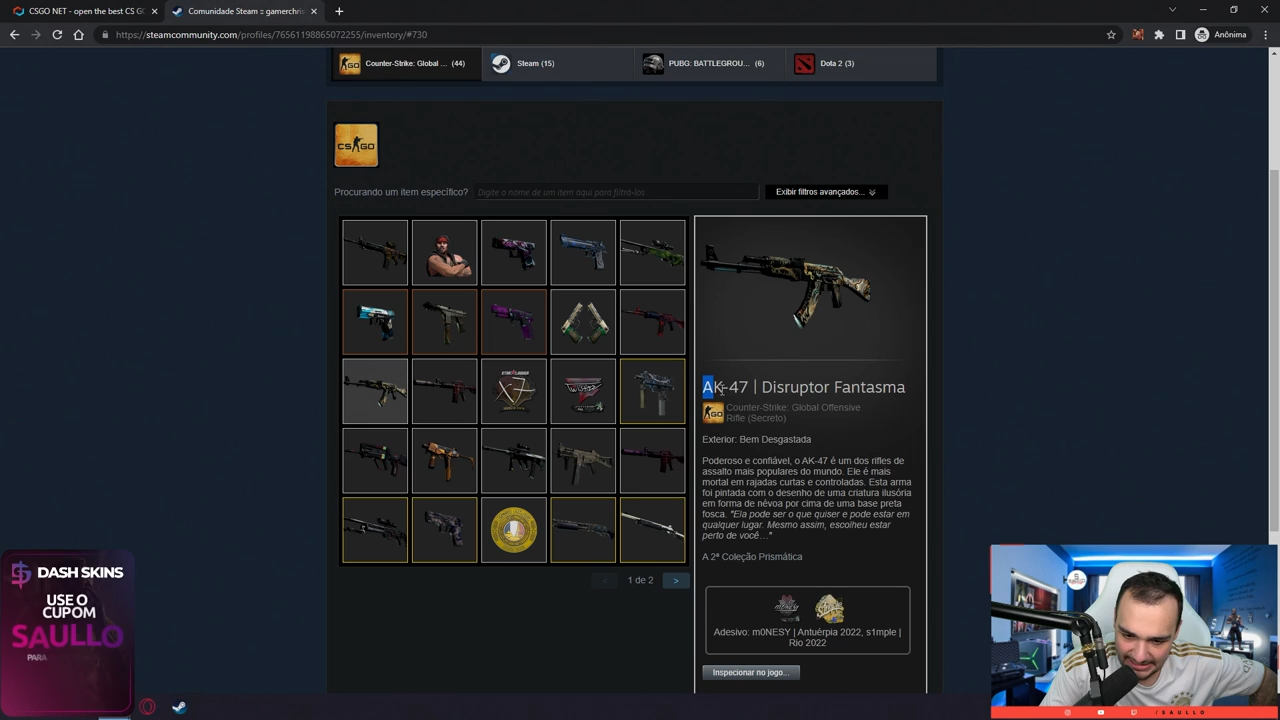 CSGO NET - open the best CS GO
Comunidade Steam :: gamerchris
https://steamcommunity.com/profiles/76561198865072255/inventory/#730
Anônima
Counter-Strike: Global ... (44)
Steam (15)
PUBG: BATTLEGROU... (6)
Dota 2 (3)
CS GO
Procurando um item específico?
Digite o nome de um item aqui para filtrá-los
Exibir filtros avançados...
AK-47 | Disruptor Fantasma
Counter-Strike: Global Offensive
Rifle (Secreto)
Exterior: Bem Desgastada
Poderoso e confiável, o AK-47 é um dos rifles de
assalto mais populares do mundo. Ele é mais
mortal em rajadas curtas e controladas. Esta arma
foi pintada com o desenho de uma criatura ilusória
em forma de névoa por cima de uma base preta
fosca. "Ela pode ser o que quiser e pode estar em
qualquer lugar. Mesmo assim, escolheu estar
perto de você…"
A 2ª Coleção Prismática
Adesivo: m0NESY | Antuérpia 2022, s1mple |
Rio 2022
Inspecionar no jogo...
1 de 2
>
DASH SKINS
USE O
CUPOM
SAULLO
PARA
/SAULLO